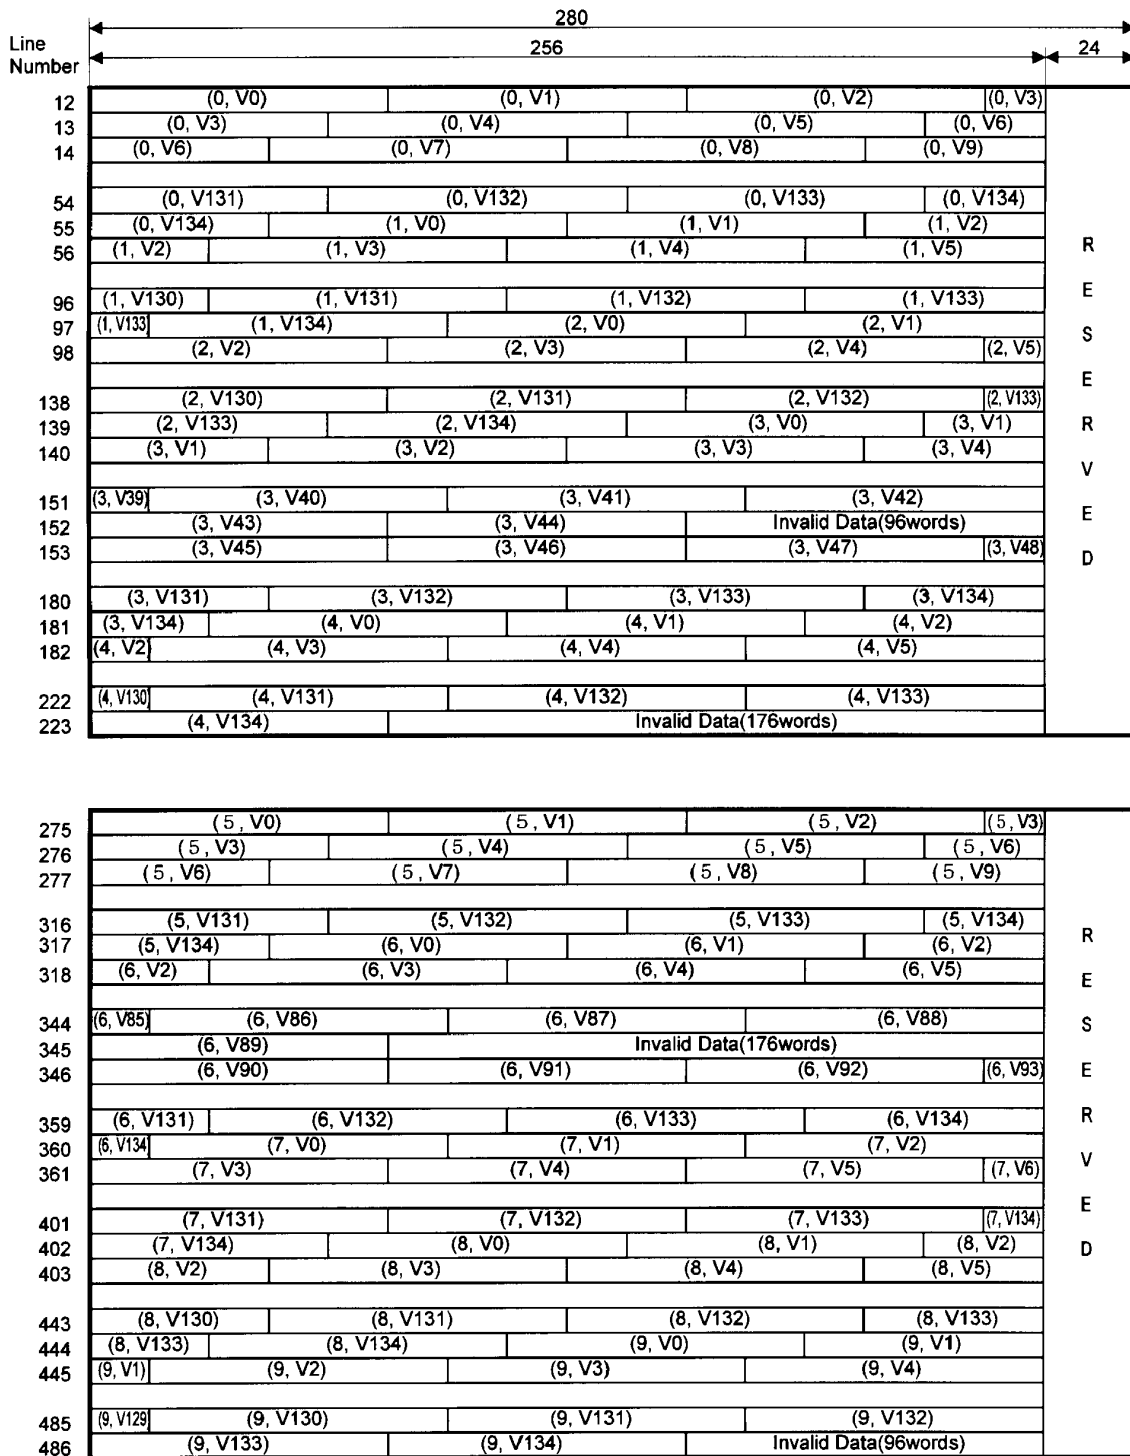 280
Line Number 256 24
12 (0, V0) (0, V1) (0, V2) (0, V3)
13 (0, V3) (0, V4) (0, V5) (0, V6)
14 (0, V6) (0, V7) (0, V8) (0, V9)
54 (0, V131) (0, V132) (0, V133) (0, V134)
55 (0, V134) (1, V0) (1, V1) (1, V2)
56 (1, V2) (1, V3) (1, V4) (1, V5)
96 (1, V130) (1, V131) (1, V132) (1, V133)
97 (1, V133) (1, V134) (2, V0) (2, V1)
98 (2, V2) (2, V3) (2, V4) (2, V5)
138 (2, V130) (2, V131) (2, V132) (2, V133)
139 (2, V133) (2, V134) (3, V0) (3, V1)
140 (3, V1) (3, V2) (3, V3) (3, V4)
151 (3, V39) (3, V40) (3, V41) (3, V42)
152 (3, V43) (3, V44) Invalid Data(96words)
153 (3, V45) (3, V46) (3, V47) (3, V48)
180 (3, V131) (3, V132) (3, V133) (3, V134)
181 (3, V134) (4, V0) (4, V1) (4, V2)
182 (4, V2) (4, V3) (4, V4) (4, V5)
222 (4, V130) (4, V131) (4, V132) (4, V133)
223 (4, V134) Invalid Data(176words)
RESERVED
275 (5, V0) (5, V1) (5, V2) (5, V3)
276 (5, V3) (5, V4) (5, V5) (5, V6)
277 (5, V6) (5, V7) (5, V8) (5, V9)
316 (5, V131) (5, V132) (5, V133) (5, V134)
317 (5, V134) (6, V0) (6, V1) (6, V2)
318 (6, V2) (6, V3) (6, V4) (6, V5)
344 (6, V85) (6, V86) (6, V87) (6, V88)
345 (6, V89) Invalid Data(176words)
346 (6, V90) (6, V91) (6, V92) (6, V93)
359 (6, V131) (6, V132) (6, V133) (6, V134)
360 (6, V134) (7, V0) (7, V1) (7, V2)
361 (7, V3) (7, V4) (7, V5) (7, V6)
401 (7, V131) (7, V132) (7, V133) (7, V134)
402 (7, V134) (8, V0) (8, V1) (8, V2)
403 (8, V2) (8, V3) (8, V4) (8, V5)
443 (8, V130) (8, V131) (8, V132) (8, V133)
444 (8, V133) (8, V134) (9, V0) (9, V1)
445 (9, V1) (9, V2) (9, V3) (9, V4)
485 (9, V129) (9, V130) (9, V131) (9, V132)
486 (9, V133) (9, V134) Invalid Data(96words)
RESERVED